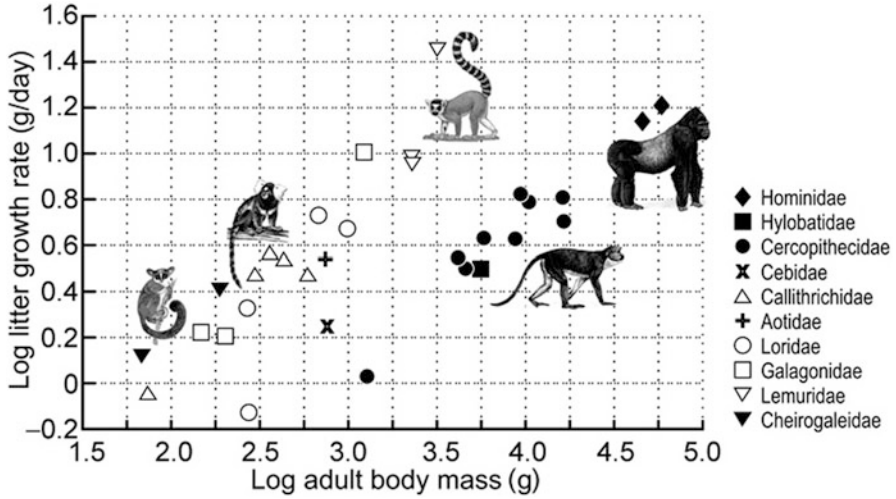 1.6
1.4
1.2
1.0
0.8
0.6
0.4
0.2
0
–0.2
Log litter growth rate (g/day)
1.5 2.0 2.5 3.0 3.5 4.0 4.5 5.0
Log adult body mass (g)
Hominidae
Hylobatidae
Cercopithecidae
Cebidae
Callithrichidae
Aotidae
Loridae
Galagonidae
Lemuridae
Cheirogaleidae